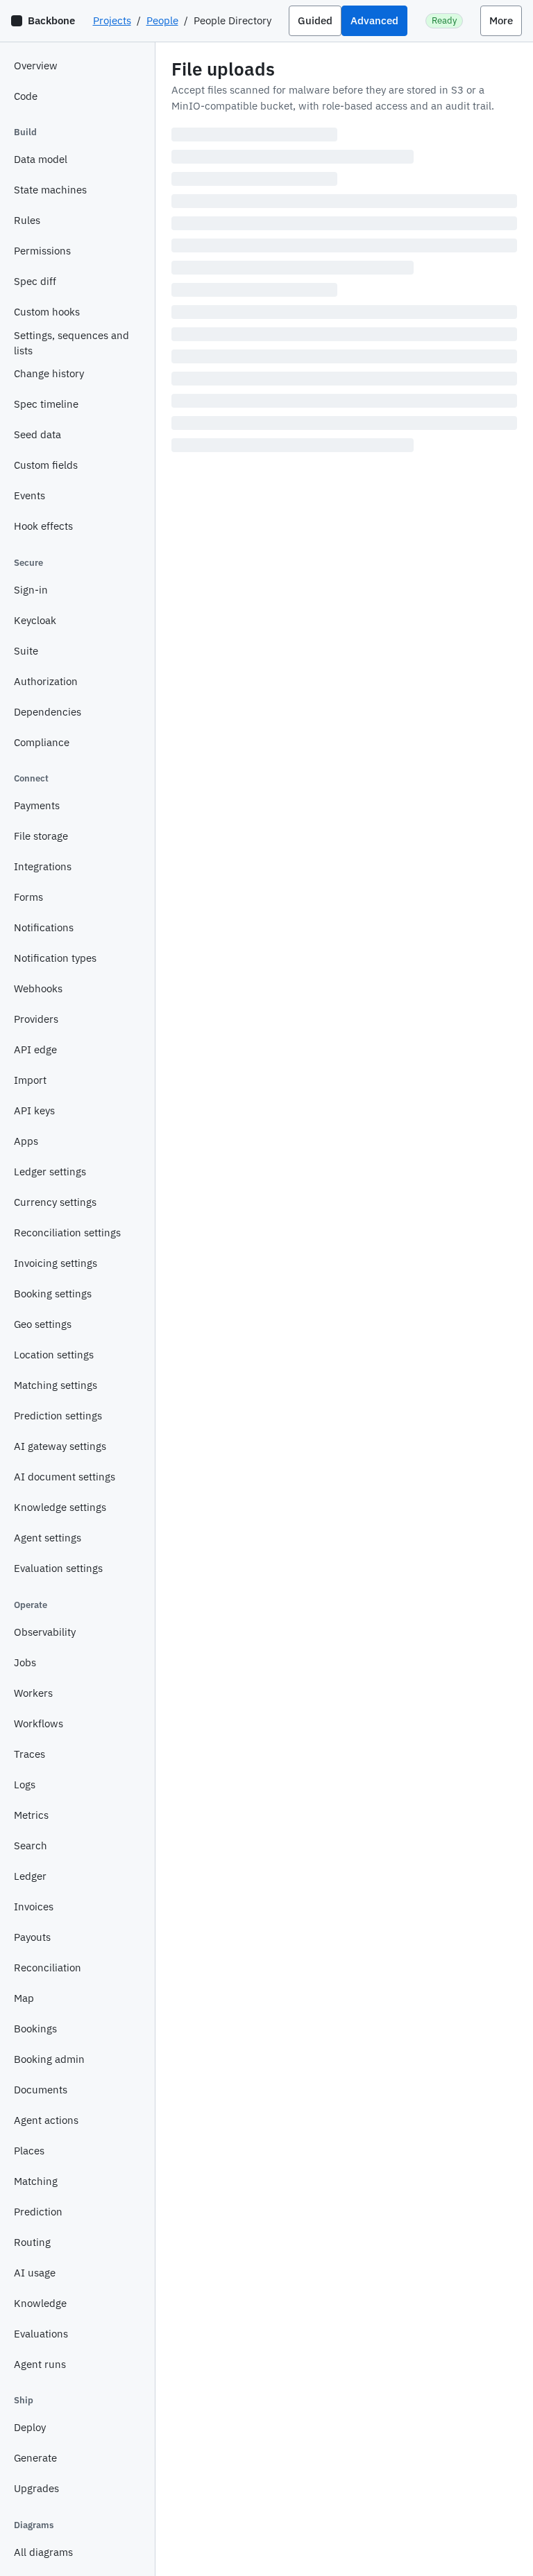 Backbone
Projects / People / People Directory
Guided
Advanced
Ready
More
Overview
Code
Build
Data model
State machines
Rules
Permissions
Spec diff
Custom hooks
Settings, sequences and
lists
Change history
Spec timeline
Seed data
Custom fields
Events
Hook effects
Secure
Sign-in
Keycloak
Suite
Authorization
Dependencies
Compliance
Connect
Payments
File storage
Integrations
Forms
Notifications
Notification types
Webhooks
Providers
API edge
Import
API keys
Apps
Ledger settings
Currency settings
Reconciliation settings
Invoicing settings
Booking settings
Geo settings
Location settings
Matching settings
Prediction settings
AI gateway settings
AI document settings
Knowledge settings
Agent settings
Evaluation settings
Operate
Observability
Jobs
Workers
Workflows
Traces
Logs
Metrics
Search
Ledger
Invoices
Payouts
Reconciliation
Map
Bookings
Booking admin
Documents
Agent actions
Places
Matching
Prediction
Routing
AI usage
Knowledge
Evaluations
Agent runs
Ship
Deploy
Generate
Upgrades
Diagrams
All diagrams
File uploads
Accept files scanned for malware before they are stored in S3 or a
MinIO-compatible bucket, with role-based access and an audit trail.